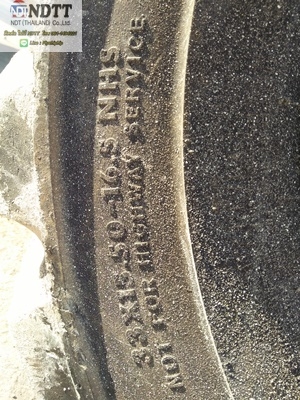 NDTT
NDT (THAILAND) Co.,Ltd.
33X15.50-16.5 NHS
NOT FOR HIGHWAY SERVICE